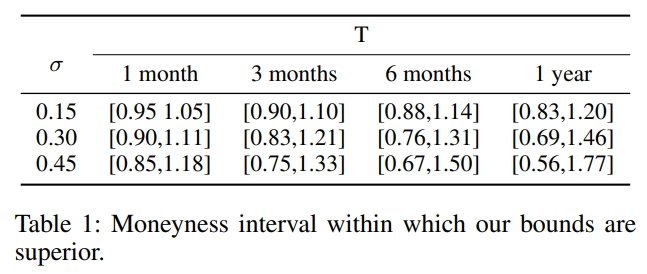 T
σ
1 month 3 months 6 months 1 year
0.15 [0.95 1.05] [0.90,1.10] [0.88,1.14] [0.83,1.20]
0.30 [0.90,1.11] [0.83,1.21] [0.76,1.31] [0.69,1.46]
0.45 [0.85,1.18] [0.75,1.33] [0.67,1.50] [0.56,1.77]
Table 1: Moneyness interval within which our bounds are
superior.